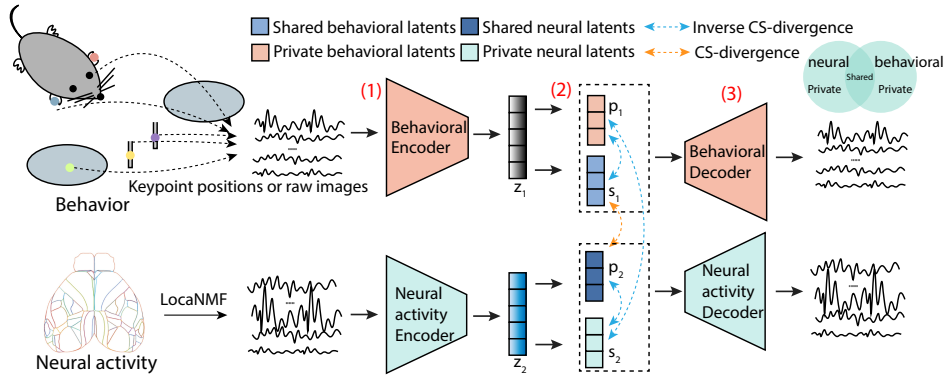 Shared behavioral latents
Shared neural latents
Inverse CS-divergence
Private behavioral latents
Private neural latents
CS-divergence
neural
behavioral
Shared
Private
Private
(1)
(2)
(3)
Behavioral
Encoder
p1
s1
z1
Behavioral
Decoder
Keypoint positions or raw images
Behavior
LocaNMF
Neural activity
Neural
activity
Encoder
z2
p2
s2
Neural
activity
Decoder